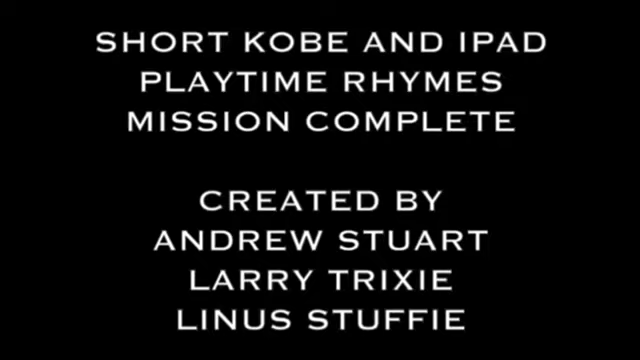 SHORT KOBE AND IPAD
PLAYTIME RHYMES
MISSION COMPLETE
CREATED BY
ANDREW STUART
LARRY TRIXIE
LINUS STUFFIE